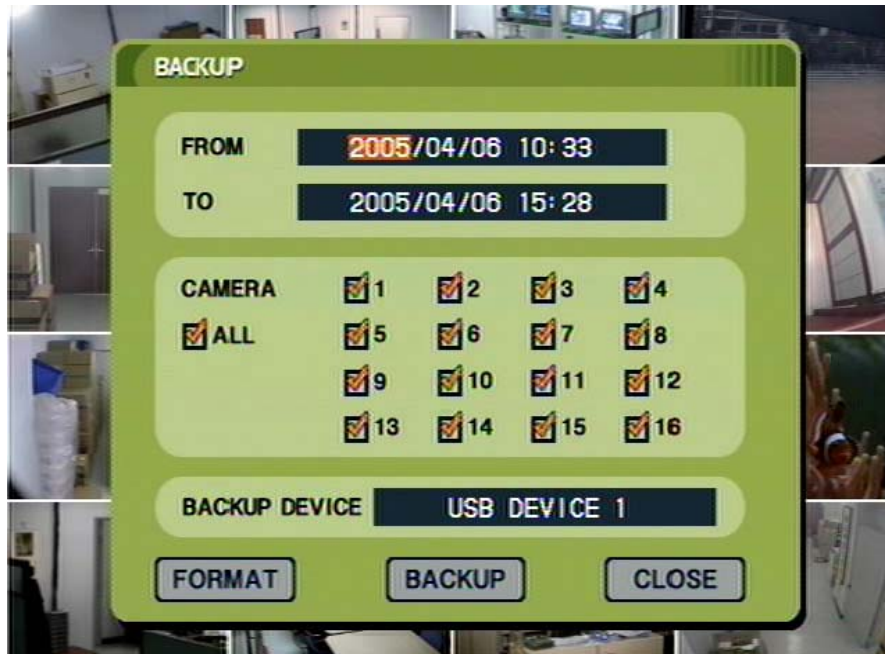 BACKUP
FROM 2005/04/06 10:33
TO 2005/04/06 15:28
CAMERA 1 2 3 4
ALL 5 6 7 8
9 10 11 12
13 14 15 16
BACKUP DEVICE USB DEVICE 1
FORMAT BACKUP CLOSE